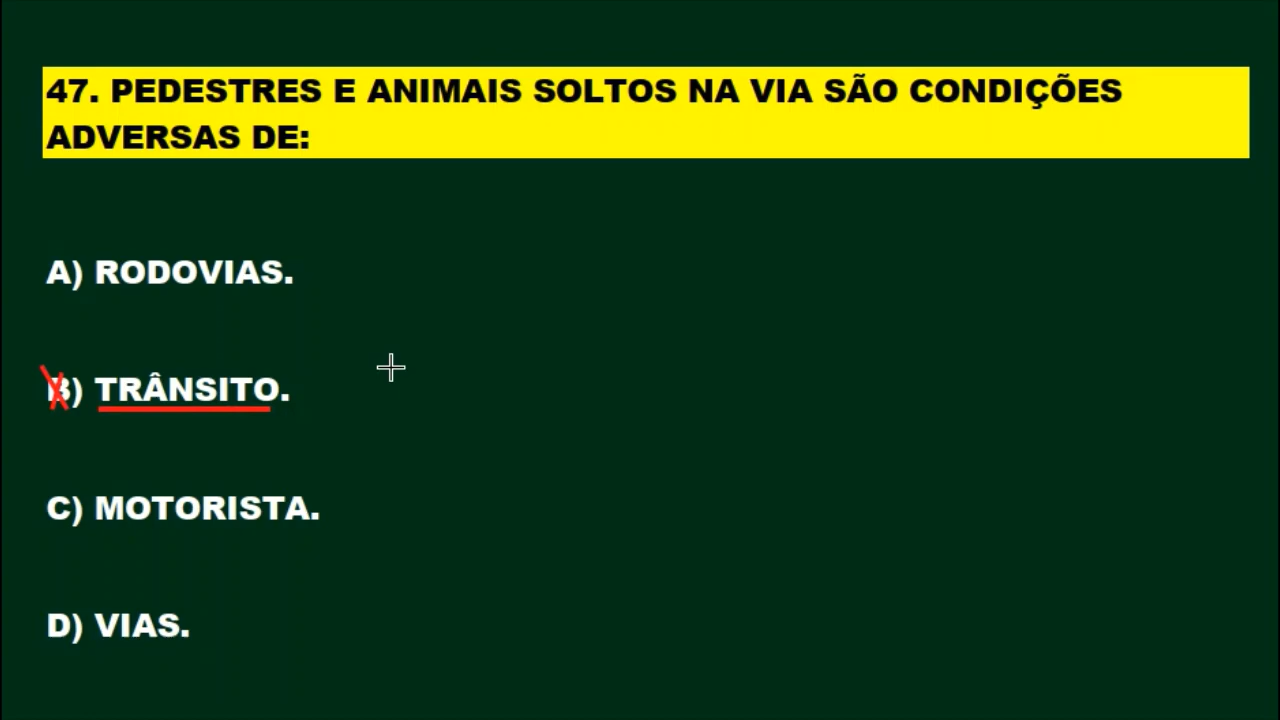 47. PEDESTRES E ANIMAIS SOLTOS NA VIA SÃO CONDIÇÕES
ADVERSAS DE:
A) RODOVIAS.
B) TRÂNSITO.
C) MOTORISTA.
D) VIAS.